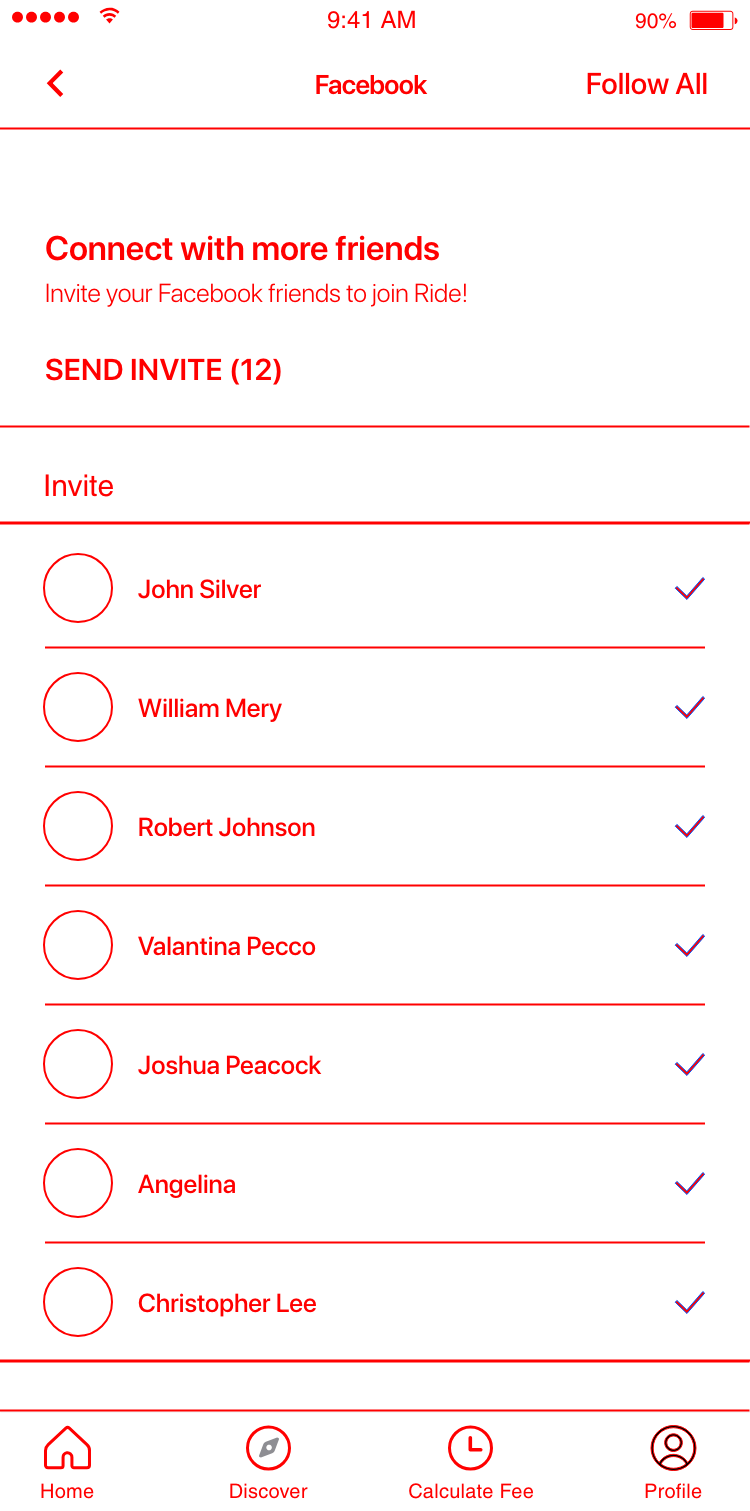 9:41 AM
90%
Facebook
Follow All
Connect with more friends
Invite your Facebook friends to join Ride!
SEND INVITE (12)
Invite
John Silver
William Mery
Robert Johnson
Valantina Pecco
Joshua Peacock
Angelina
Christopher Lee
Home
Discover
Calculate Fee
Profile